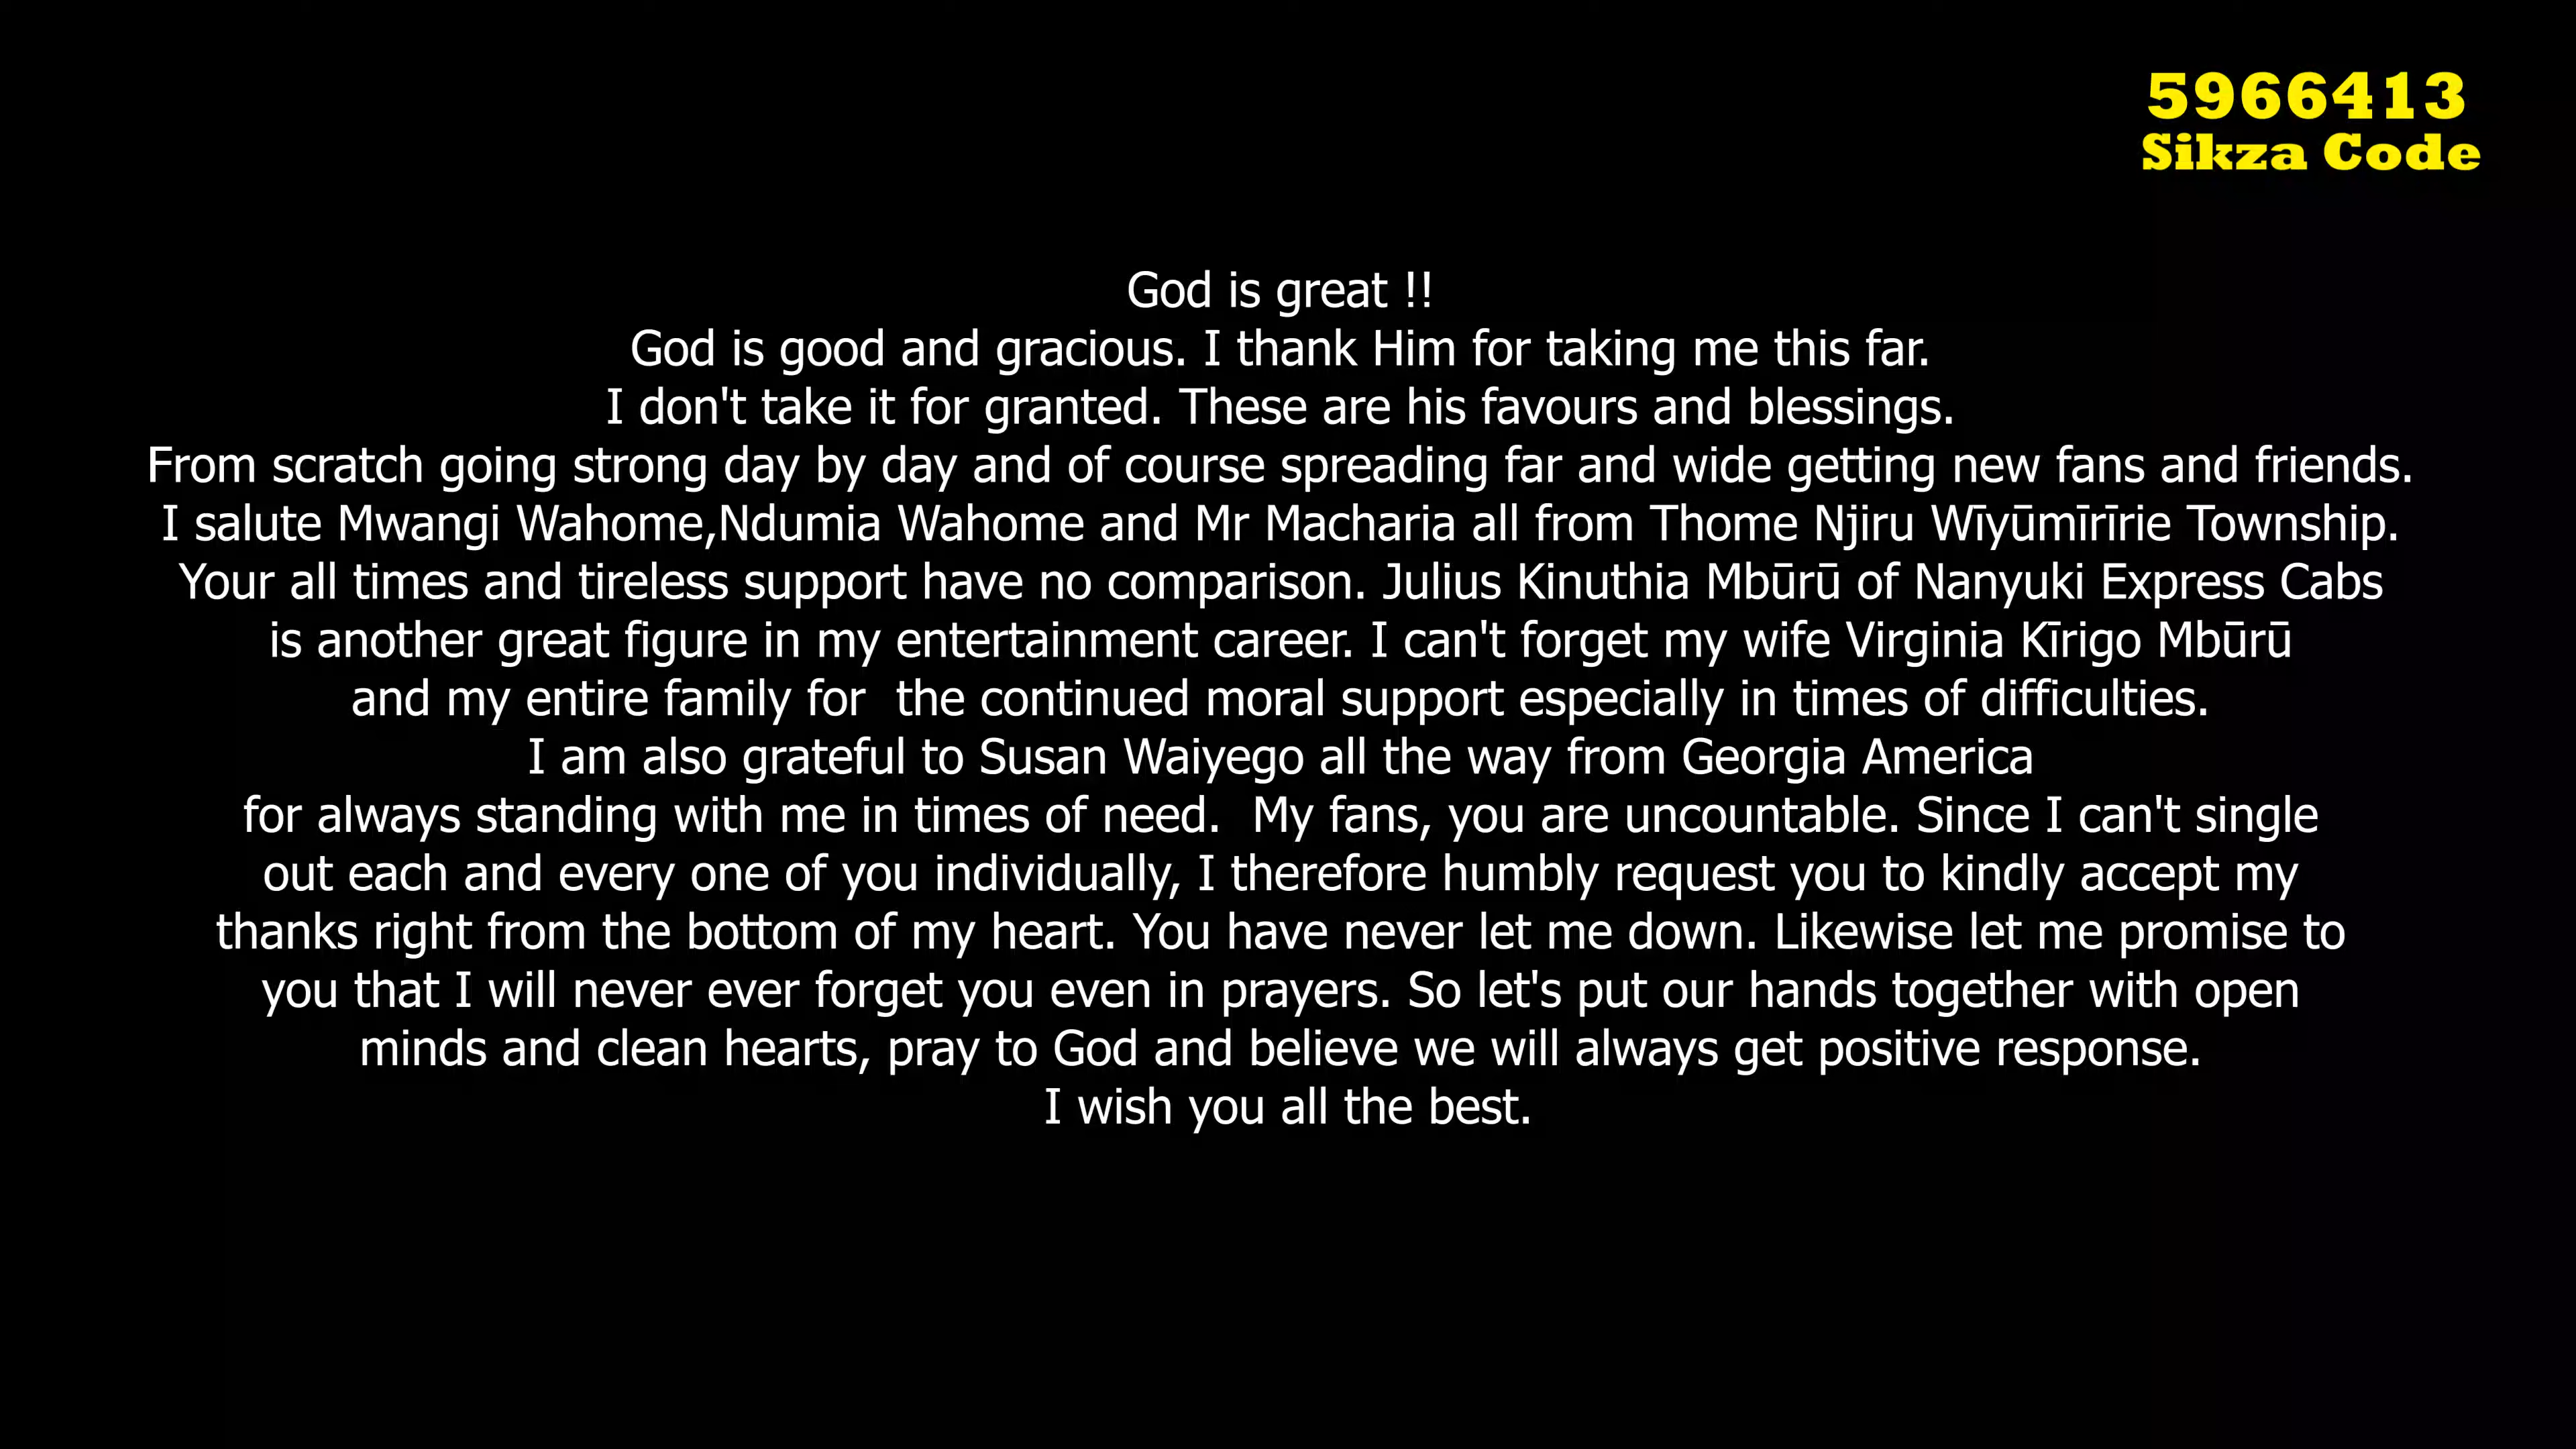 5966413
Sikza Code
God is great !!
God is good and gracious. I thank Him for taking me this far.
I don't take it for granted. These are his favours and blessings.
From scratch going strong day by day and of course spreading far and wide getting new fans and friends.
I salute Mwangi Wahome,Ndumia Wahome and Mr Macharia all from Thome Njiru Wīyūmīrīrie Township.
Your all times and tireless support have no comparison. Julius Kinuthia Mbūrū of Nanyuki Express Cabs
is another great figure in my entertainment career. I can't forget my wife Virginia Kīrigo Mbūrū
and my entire family for  the continued moral support especially in times of difficulties.
I am also grateful to Susan Waiyego all the way from Georgia America
for always standing with me in times of need.  My fans, you are uncountable. Since I can't single
out each and every one of you individually, I therefore humbly request you to kindly accept my
thanks right from the bottom of my heart. You have never let me down. Likewise let me promise to
you that I will never ever forget you even in prayers. So let's put our hands together with open
minds and clean hearts, pray to God and believe we will always get positive response.
I wish you all the best.